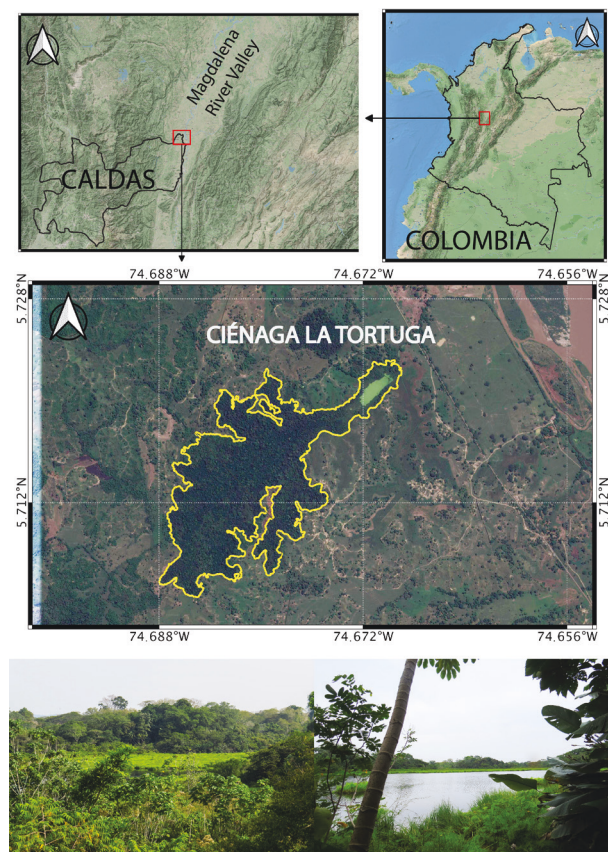 Magdalena
River Valley
CALDAS
COLOMBIA
74.688°W 74.672°W 74.656°W
5.728°N 5.728°N
CIÉNAGA LA TORTUGA
5.712°N 5.712°N
74.688°W 74.672°W 74.656°W